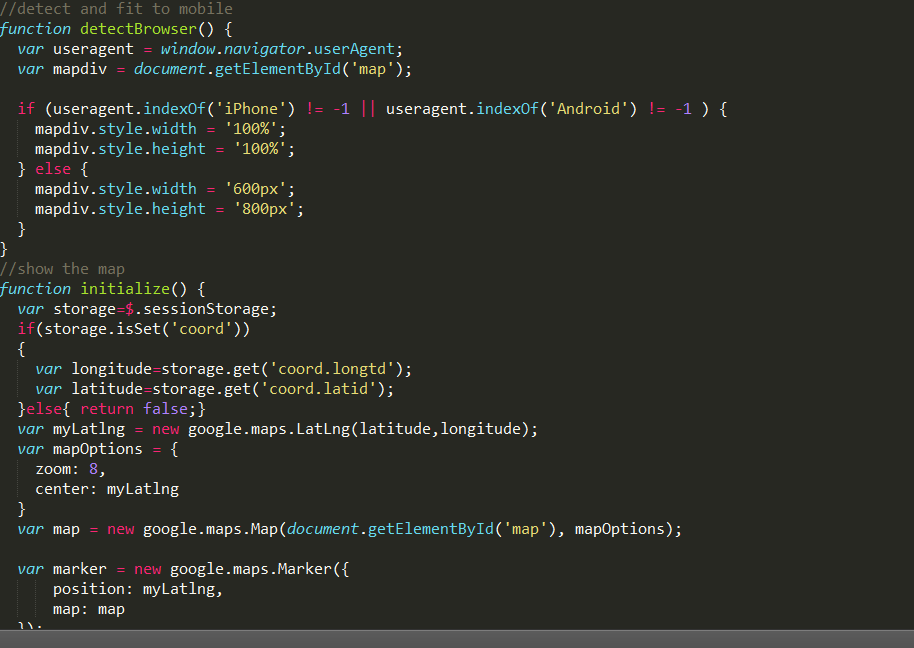 //detect and fit to mobile
function detectBrowser() {
  var useragent = window.navigator.userAgent;
  var mapdiv = document.getElementById('map');

  if (useragent.indexOf('iPhone') != -1 || useragent.indexOf('Android') != -1 ) {
    mapdiv.style.width = '100%';
    mapdiv.style.height = '100%';
  } else {
    mapdiv.style.width = '600px';
    mapdiv.style.height = '800px';
  }
}
//show the map
function initialize() {
  var storage=$.sessionStorage;
  if(storage.isSet('coord'))
  {
    var longitude=storage.get('coord.longtd');
    var latitude=storage.get('coord.latid');
  }else{ return false;}
  var myLatlng = new google.maps.LatLng(latitude,longitude);
  var mapOptions = {
    zoom: 8,
    center: myLatlng
  }
  var map = new google.maps.Map(document.getElementById('map'), mapOptions);

  var marker = new google.maps.Marker({
      position: myLatlng,
      map: map
  });